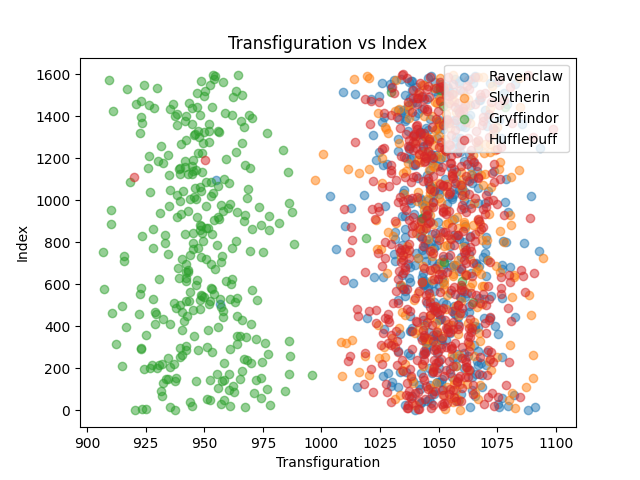 Transfiguration vs Index
Ravenclaw
Slytherin
Gryffindor
Hufflepuff
Index
1600
1400
1200
1000
800
600
400
200
0
900 925 950 975 1000 1025 1050 1075 1100
Transfiguration